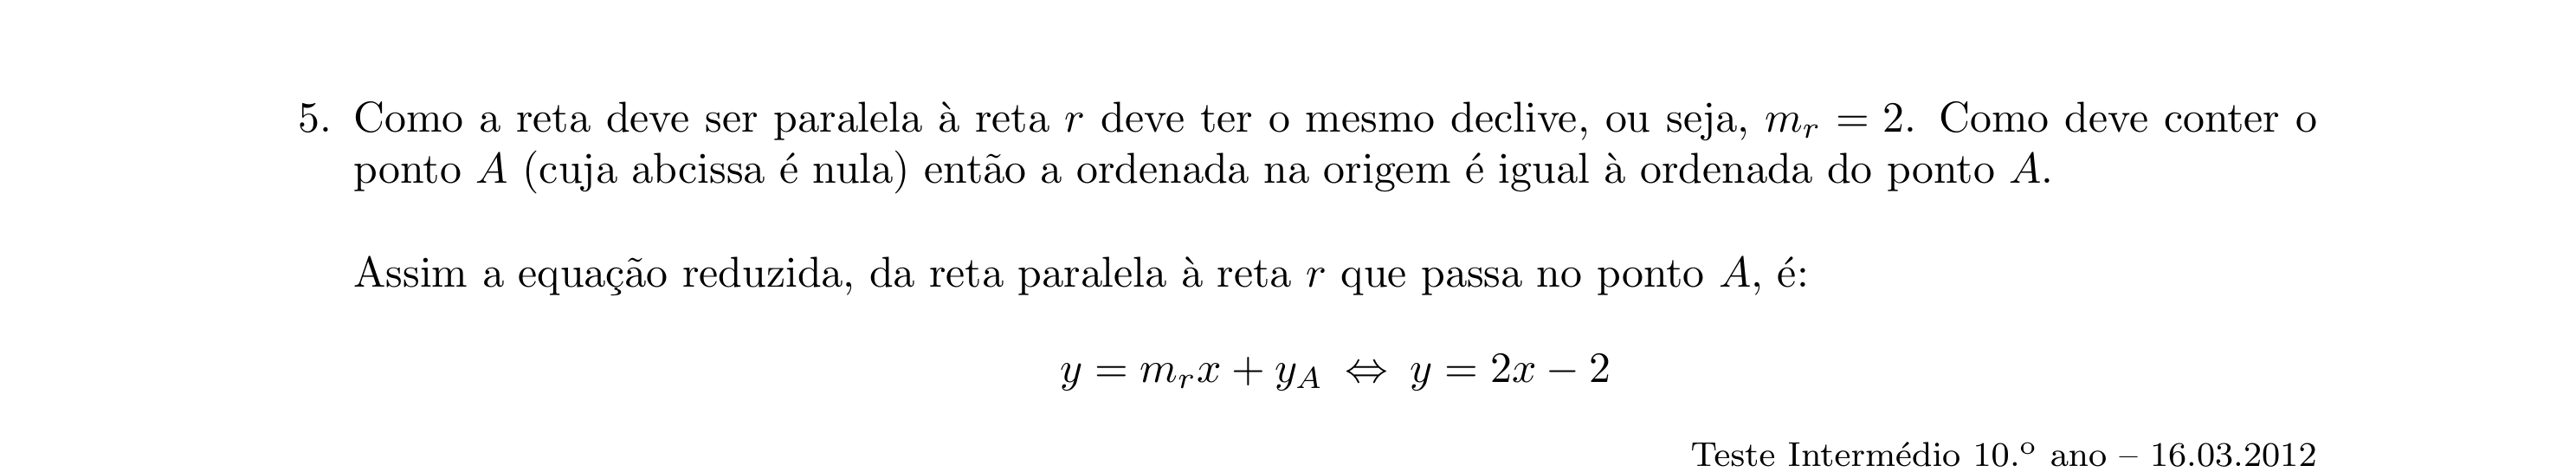 5. Como a reta deve ser paralela à reta r deve ter o mesmo declive, ou seja, m_r = 2. Como deve conter o
ponto A (cuja abcissa é nula) então a ordenada na origem é igual à ordenada do ponto A.
Assim a equação reduzida, da reta paralela à reta r que passa no ponto A, é:
y = m_r x + y_A ⇔ y = 2x − 2
Teste Intermédio 10.º ano – 16.03.2012